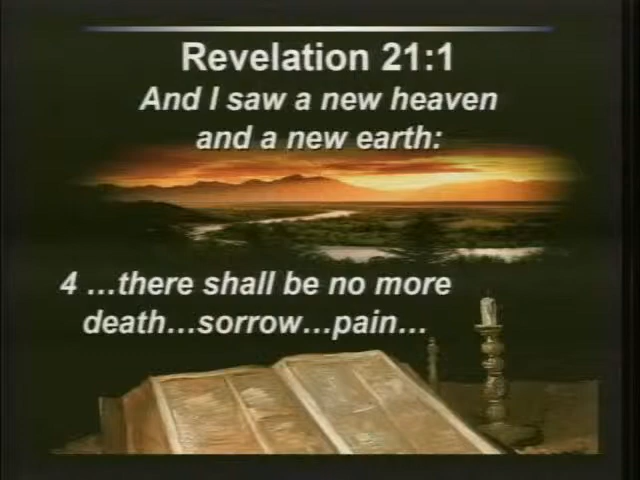 Revelation 21:1
And I saw a new heaven
and a new earth:
4 ...there shall be no more
death...sorrow...pain...